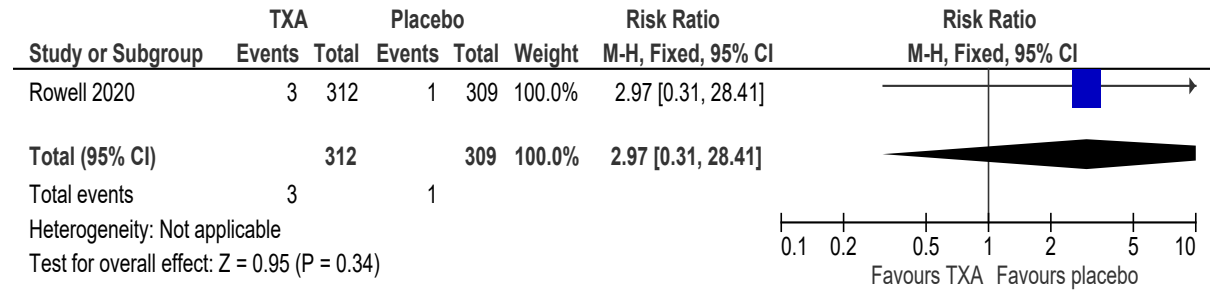 TXA Placebo Risk Ratio Risk Ratio
Study or Subgroup Events Total Events Total Weight M-H, Fixed, 95% CI M-H, Fixed, 95% CI
Rowell 2020 3 312 1 309 100.0% 2.97 [0.31, 28.41]
Total (95% CI) 312 309 100.0% 2.97 [0.31, 28.41]
Total events 3 1
Heterogeneity: Not applicable
Test for overall effect: Z = 0.95 (P = 0.34)
0.1 0.2 0.5 1 2 5 10
Favours TXA Favours placebo